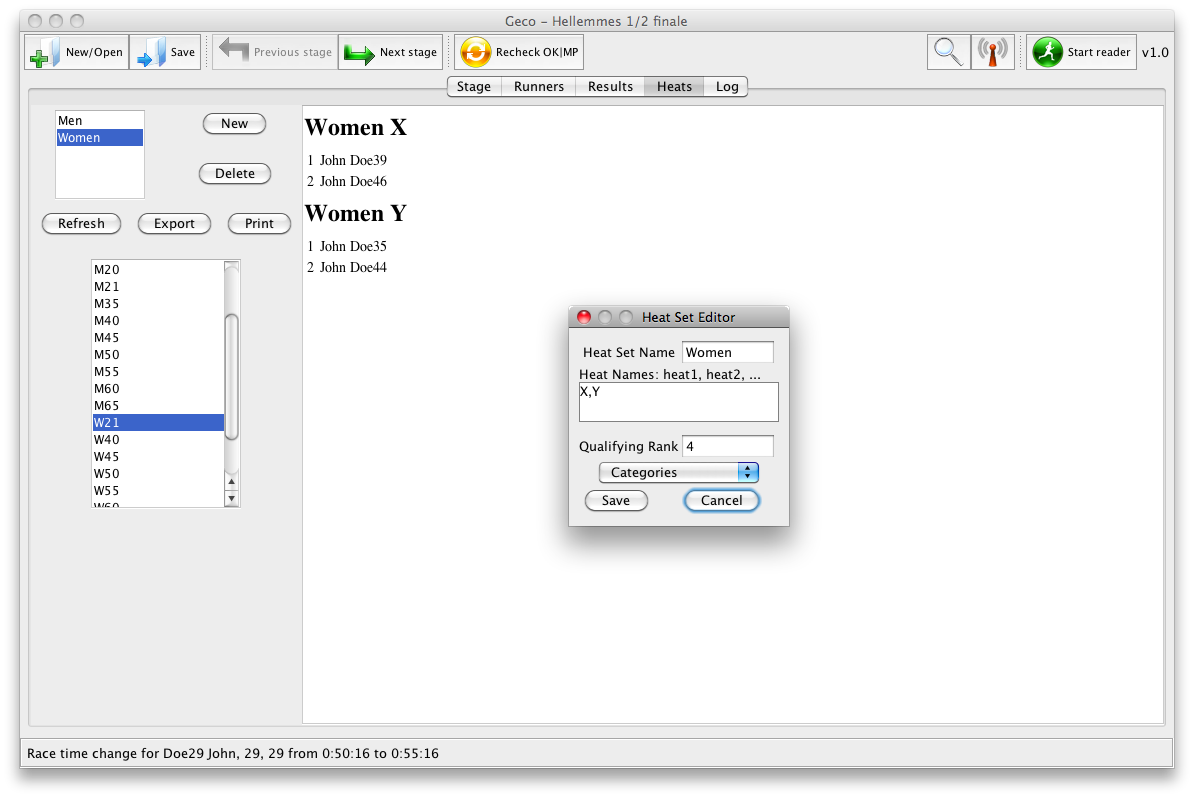 Geco – Hellemmes 1/2 finale
New/Open Save Previous stage Next stage Recheck OK|MP Start reader v1.0
Stage Runners Results Heats Log
Men
Women
New
Delete
Refresh Export Print
M20
M21
M35
M40
M45
M50
M55
M60
M65
W21
W40
W45
W50
W55
W60
Women X
1 John Doe39
2 John Doe46
Women Y
1 John Doe35
2 John Doe44
Heat Set Editor
Heat Set Name Women
Heat Names: heat1, heat2, ...
X,Y
Qualifying Rank 4
Categories
Save Cancel
Race time change for Doe29 John, 29, 29 from 0:50:16 to 0:55:16